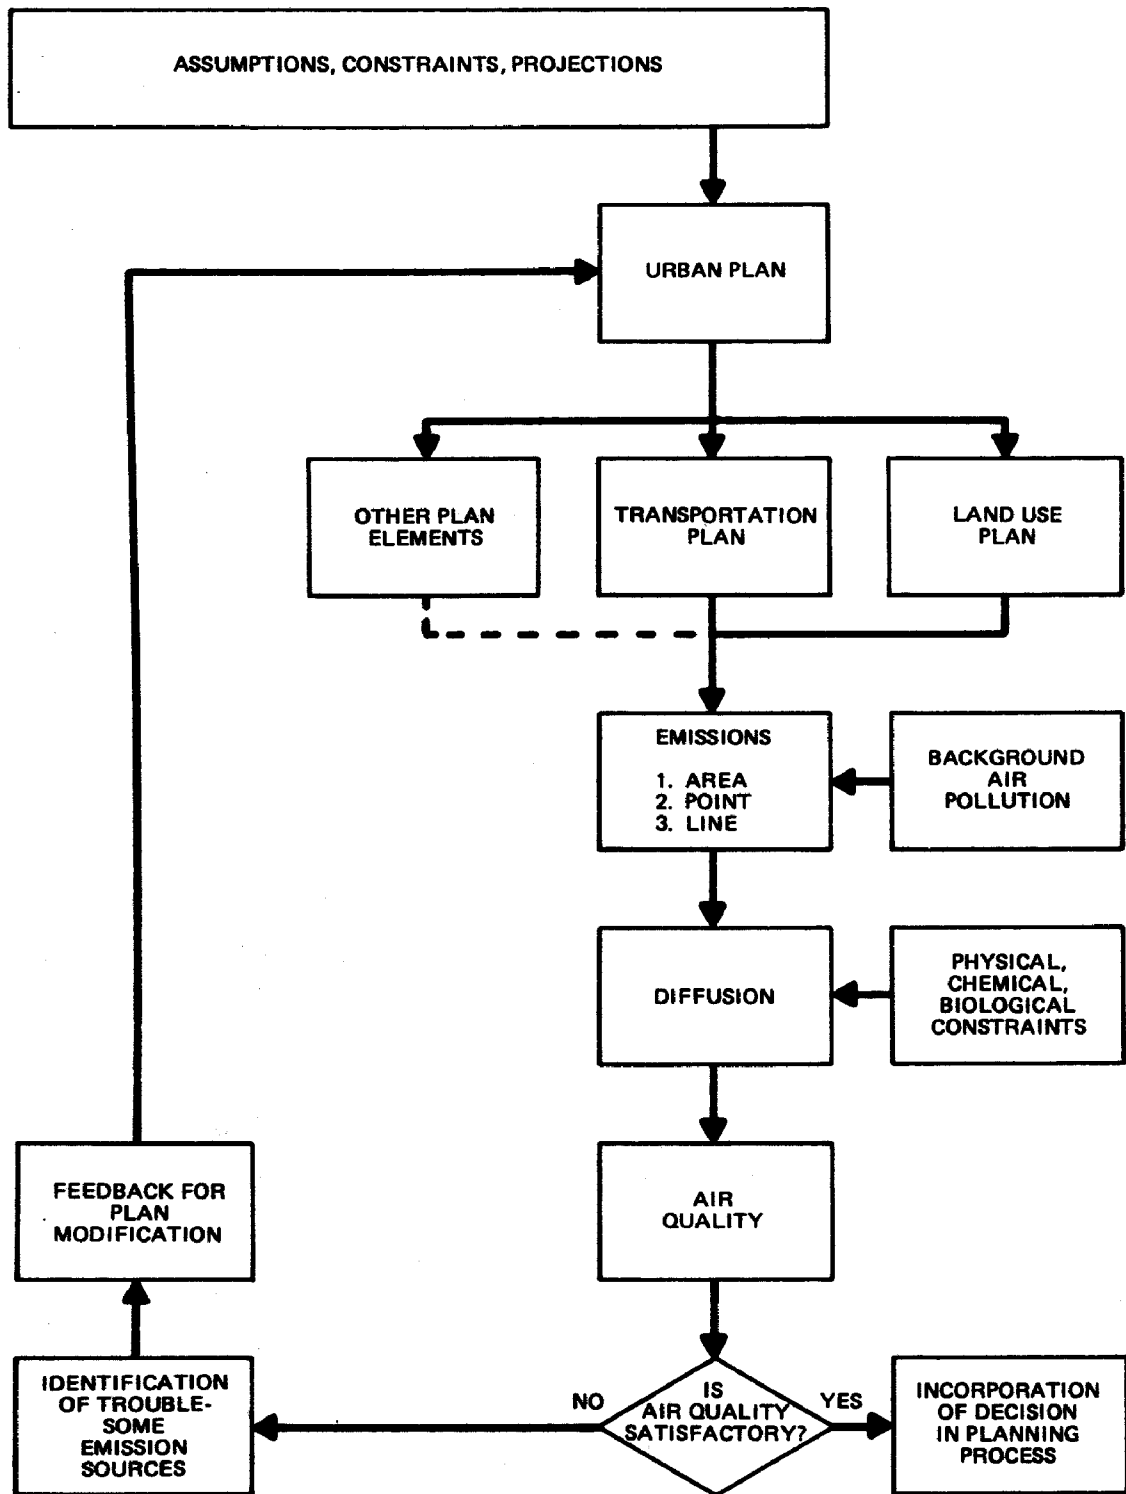 ASSUMPTIONS, CONSTRAINTS, PROJECTIONS
URBAN PLAN
OTHER PLAN
ELEMENTS
TRANSPORTATION
PLAN
LAND USE
PLAN
EMISSIONS
1. AREA
2. POINT
3. LINE
BACKGROUND
AIR
POLLUTION
DIFFUSION
PHYSICAL,
CHEMICAL,
BIOLOGICAL
CONSTRAINTS
FEEDBACK FOR
PLAN
MODIFICATION
AIR
QUALITY
IDENTIFICATION
OF TROUBLE-
SOME
EMISSION
SOURCES
NO
IS
AIR QUALITY
SATISFACTORY?
YES
INCORPORATION
OF DECISION
IN PLANNING
PROCESS